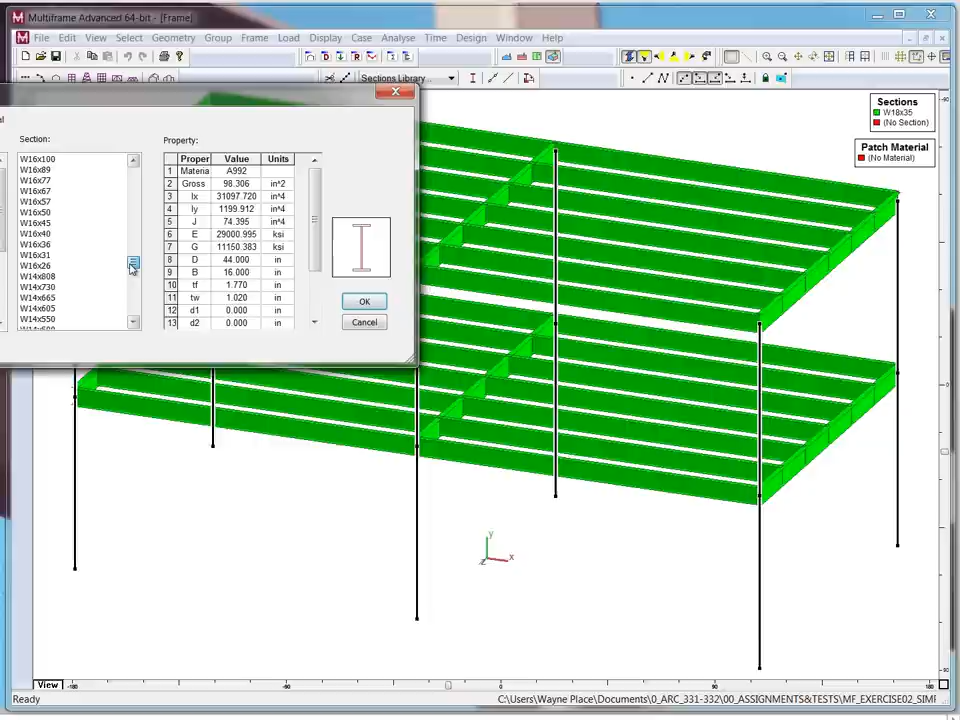 Multiframe Advanced 64-bit - [Frame]
File Edit View Select Geometry Group Frame Load Display Case Analyse Time Design Window Help
Sections Library...
Section:
W16x100
W16x89
W16x77
W16x67
W16x57
W16x50
W16x45
W16x40
W16x36
W16x31
W16x26
W14x808
W14x730
W14x665
W14x605
W14x550
Property:
Proper Value Units
1 Materia A992
2 Gross 98.306 in^2
3 Ix 31097.720 in^4
4 Iy 1199.912 in^4
5 J 74.395 in^4
6 E 29000.995 ksi
7 G 11150.383 ksi
8 D 44.000 in
9 B 16.000 in
10 tf 1.770 in
11 tw 1.020 in
12 d1 0.000 in
13 d2 0.000 in
OK
Cancel
Sections
W18x35
(No Section)
Patch Material
(No Material)
y
x
z
View
-180 -90 0 90 180
Ready
C:\Users\Wayne Place\Documents\0_ARC_331-332\00_ASSIGNMENTS&TESTS\MF_EXERCISE02_SIMF